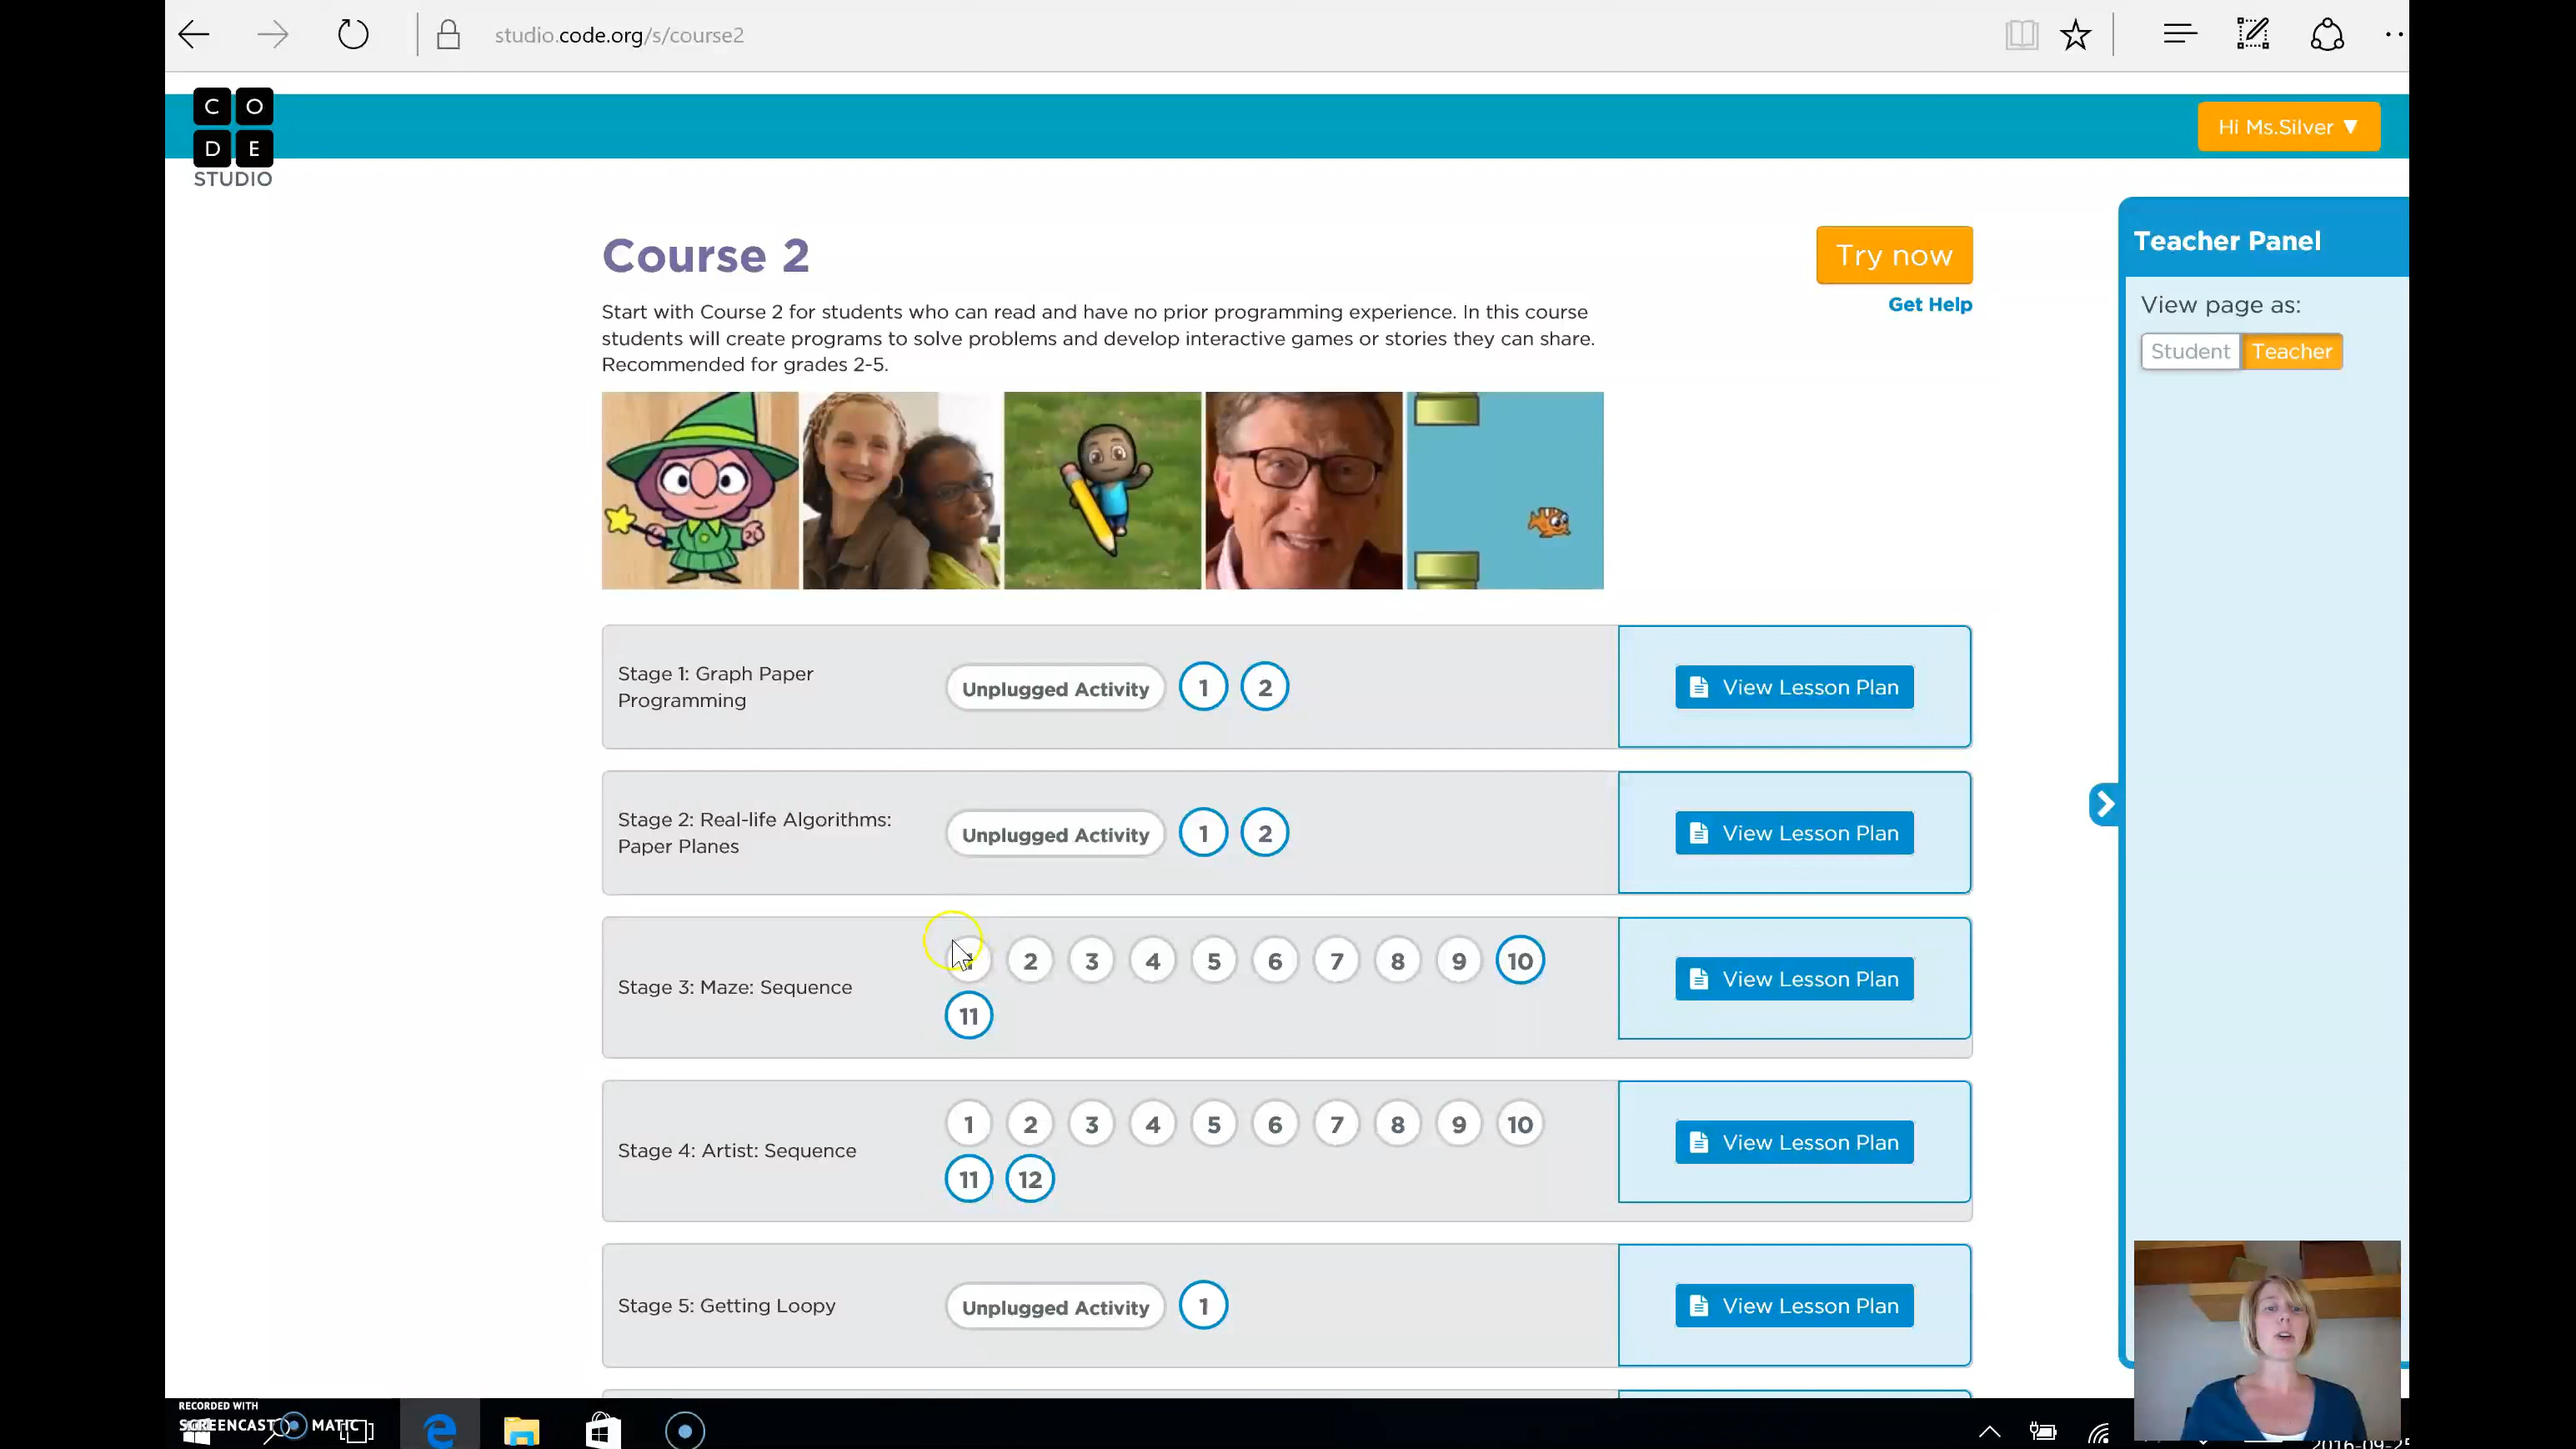 studio.code.org/s/course2
C O
D E
STUDIO
Hi Ms.Silver ▼
Course 2
Try now
Get Help
Start with Course 2 for students who can read and have no prior programming experience. In this course
students will create programs to solve problems and develop interactive games or stories they can share.
Recommended for grades 2-5.
Teacher Panel
View page as:
Student Teacher
Stage 1: Graph Paper
Programming
Unplugged Activity 1 2
View Lesson Plan
Stage 2: Real-life Algorithms:
Paper Planes
Unplugged Activity 1 2
View Lesson Plan
Stage 3: Maze: Sequence
1 2 3 4 5 6 7 8 9 10
11
View Lesson Plan
Stage 4: Artist: Sequence
1 2 3 4 5 6 7 8 9 10
11 12
View Lesson Plan
Stage 5: Getting Loopy
Unplugged Activity 1
View Lesson Plan
RECORDED WITH
SCREENCAST MATIC